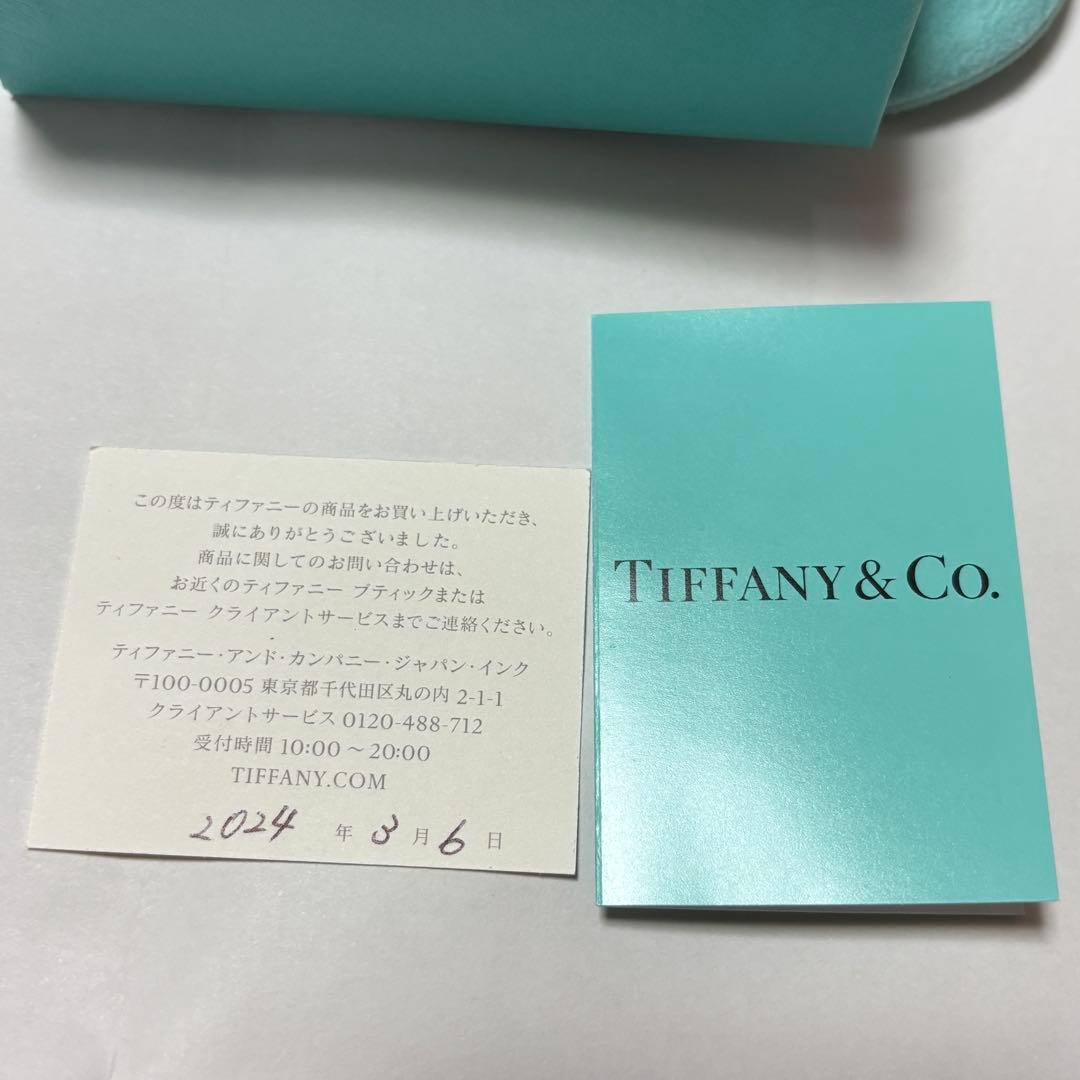 この度はティファニーの商品をお買い上げいただき、
誠にありがとうございました。
商品に関してのお問い合わせは、
お近くのティファニー ブティックまたは
ティファニー クライアントサービスまでご連絡ください。
ティファニー・アンド・カンパニー・ジャパン・インク
〒100-0005 東京都千代田区丸の内 2-1-1
クライアントサービス 0120-488-712
受付時間 10:00 ～ 20:00
TIFFANY.COM
2024 年 3 月 6 日
TIFFANY & CO.